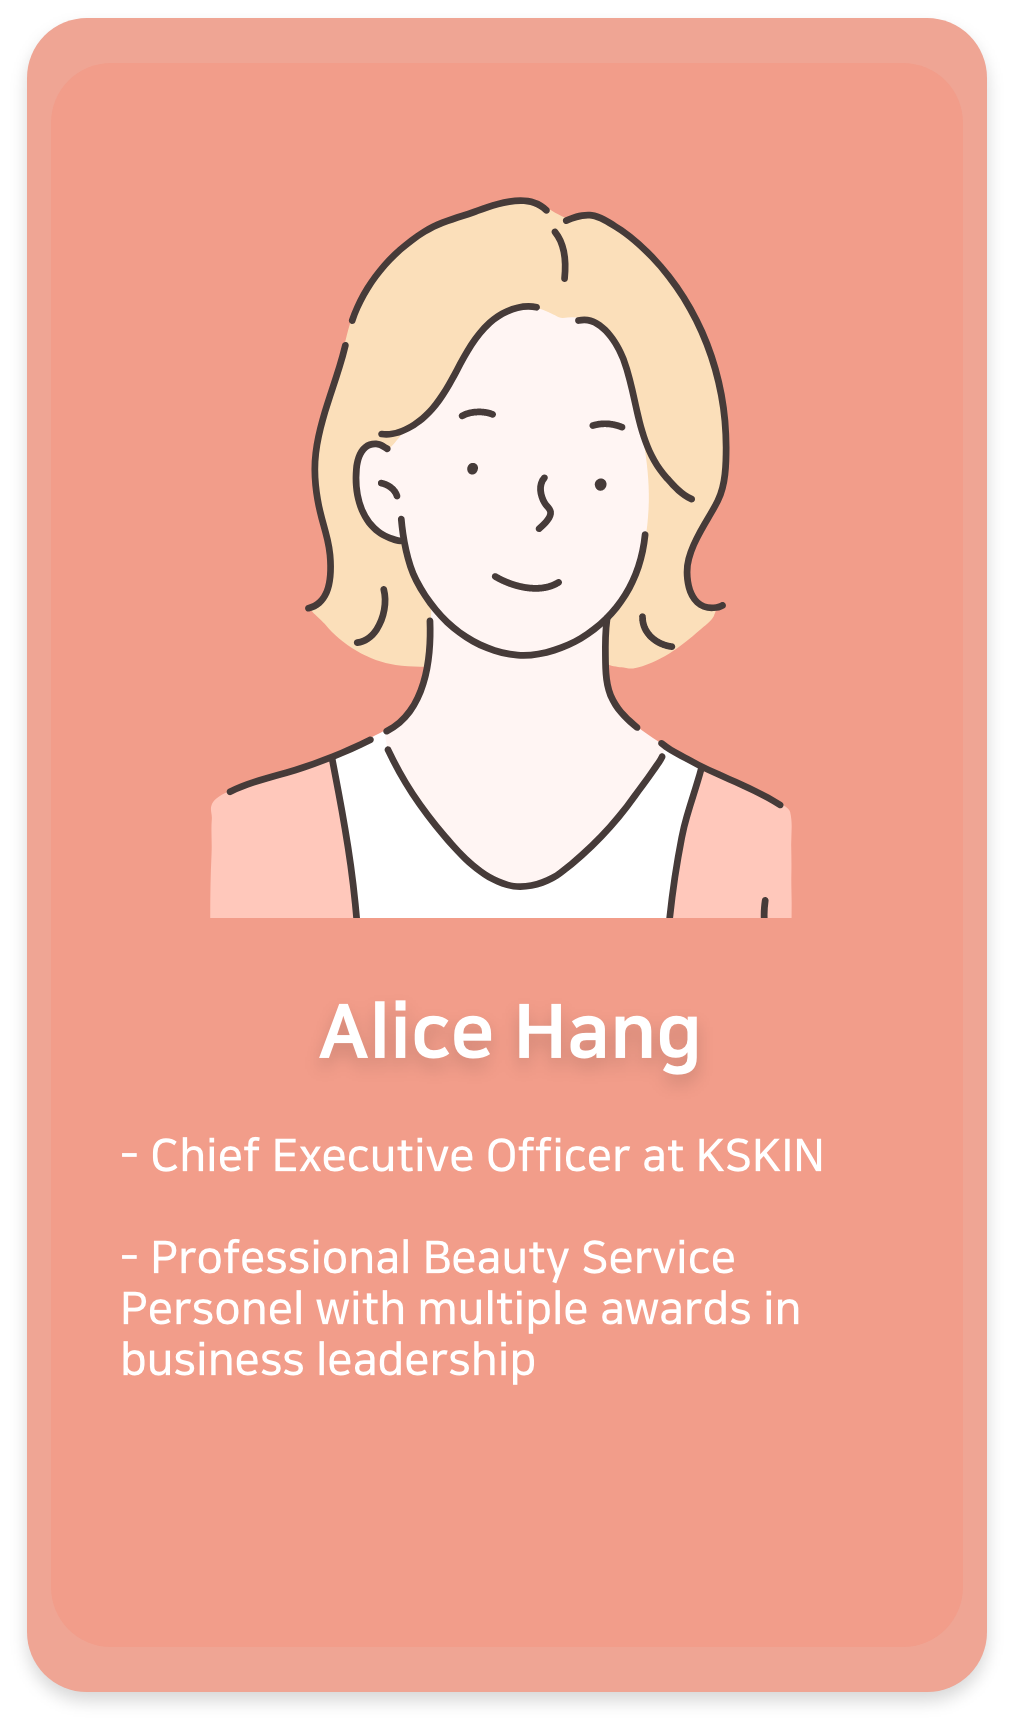 Alice Hang
- Chief Executive Officer at KSKIN
- Professional Beauty Service
Personel with multiple awards in
business leadership